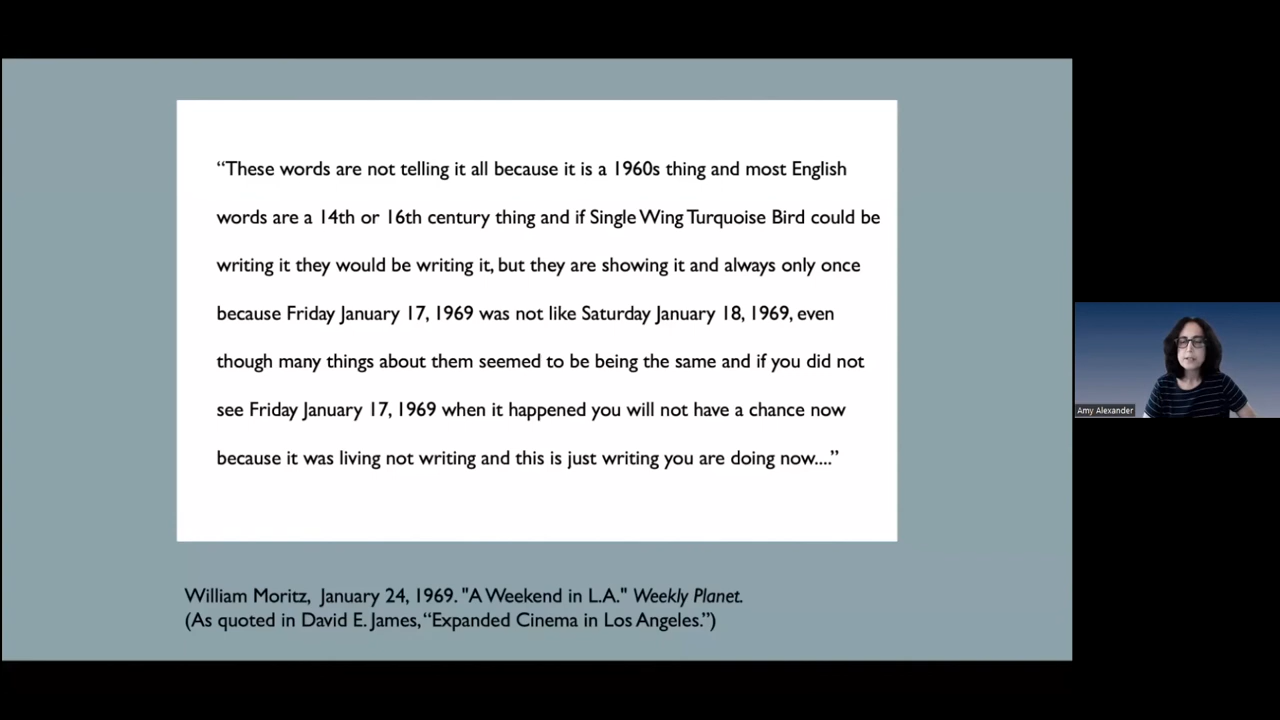 “These words are not telling it all because it is a 1960s thing and most English
words are a 14th or 16th century thing and if Single Wing Turquoise Bird could be
writing it they would be writing it, but they are showing it and always only once
because Friday January 17, 1969 was not like Saturday January 18, 1969, even
though many things about them seemed to be being the same and if you did not
see Friday January 17, 1969 when it happened you will not have a chance now
because it was living not writing and this is just writing you are doing now....”
William Moritz, January 24, 1969. "A Weekend in L.A." Weekly Planet.
(As quoted in David E. James, “Expanded Cinema in Los Angeles.”)
Amy Alexander